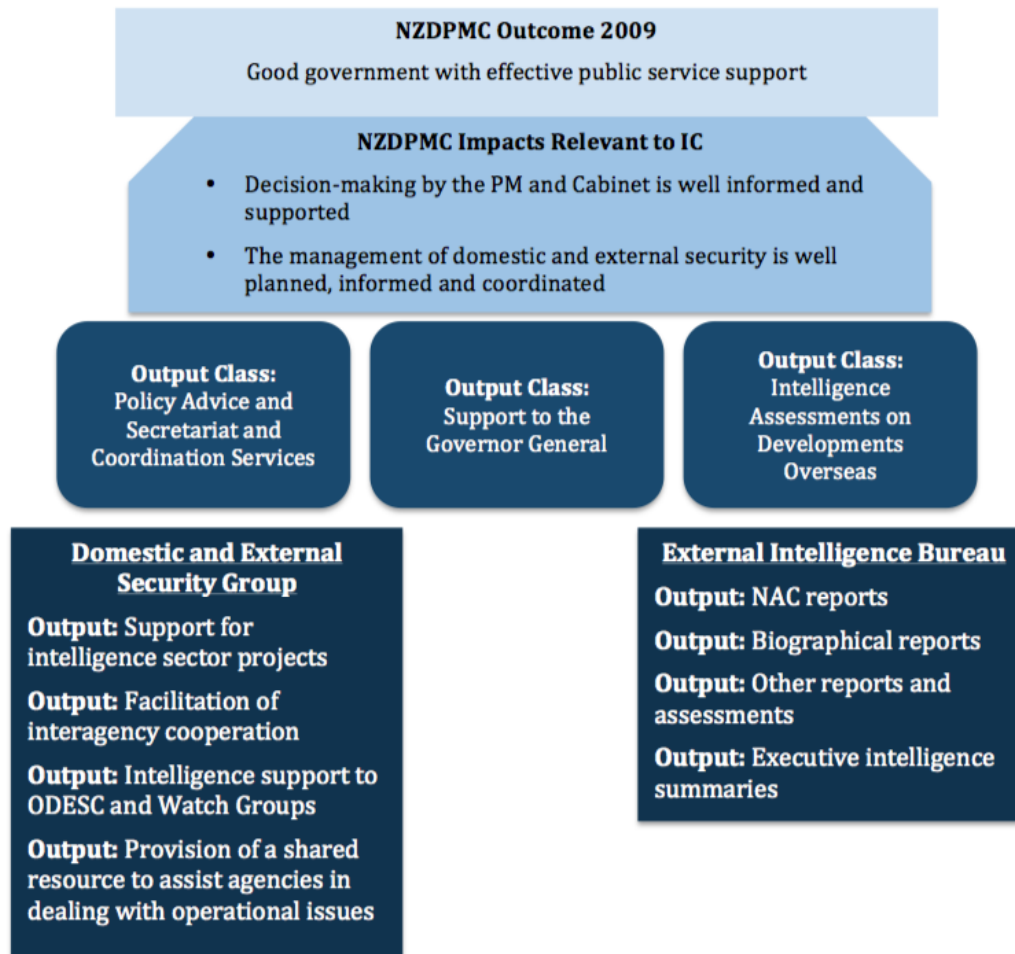 NZDPMC Outcome 2009
Good government with effective public service support
NZDPMC Impacts Relevant to IC
• Decision-making by the PM and Cabinet is well informed and
supported
• The management of domestic and external security is well
planned, informed and coordinated
Output Class:
Policy Advice and
Secretariat and
Coordination Services
Output Class:
Support to the
Governor General
Output Class:
Intelligence
Assessments on
Developments
Overseas
Domestic and External
Security Group
Output: Support for
intelligence sector projects
Output: Facilitation of
interagency cooperation
Output: Intelligence support to
ODESC and Watch Groups
Output: Provision of a shared
resource to assist agencies in
dealing with operational issues
External Intelligence Bureau
Output: NAC reports
Output: Biographical reports
Output: Other reports and
assessments
Output: Executive intelligence
summaries